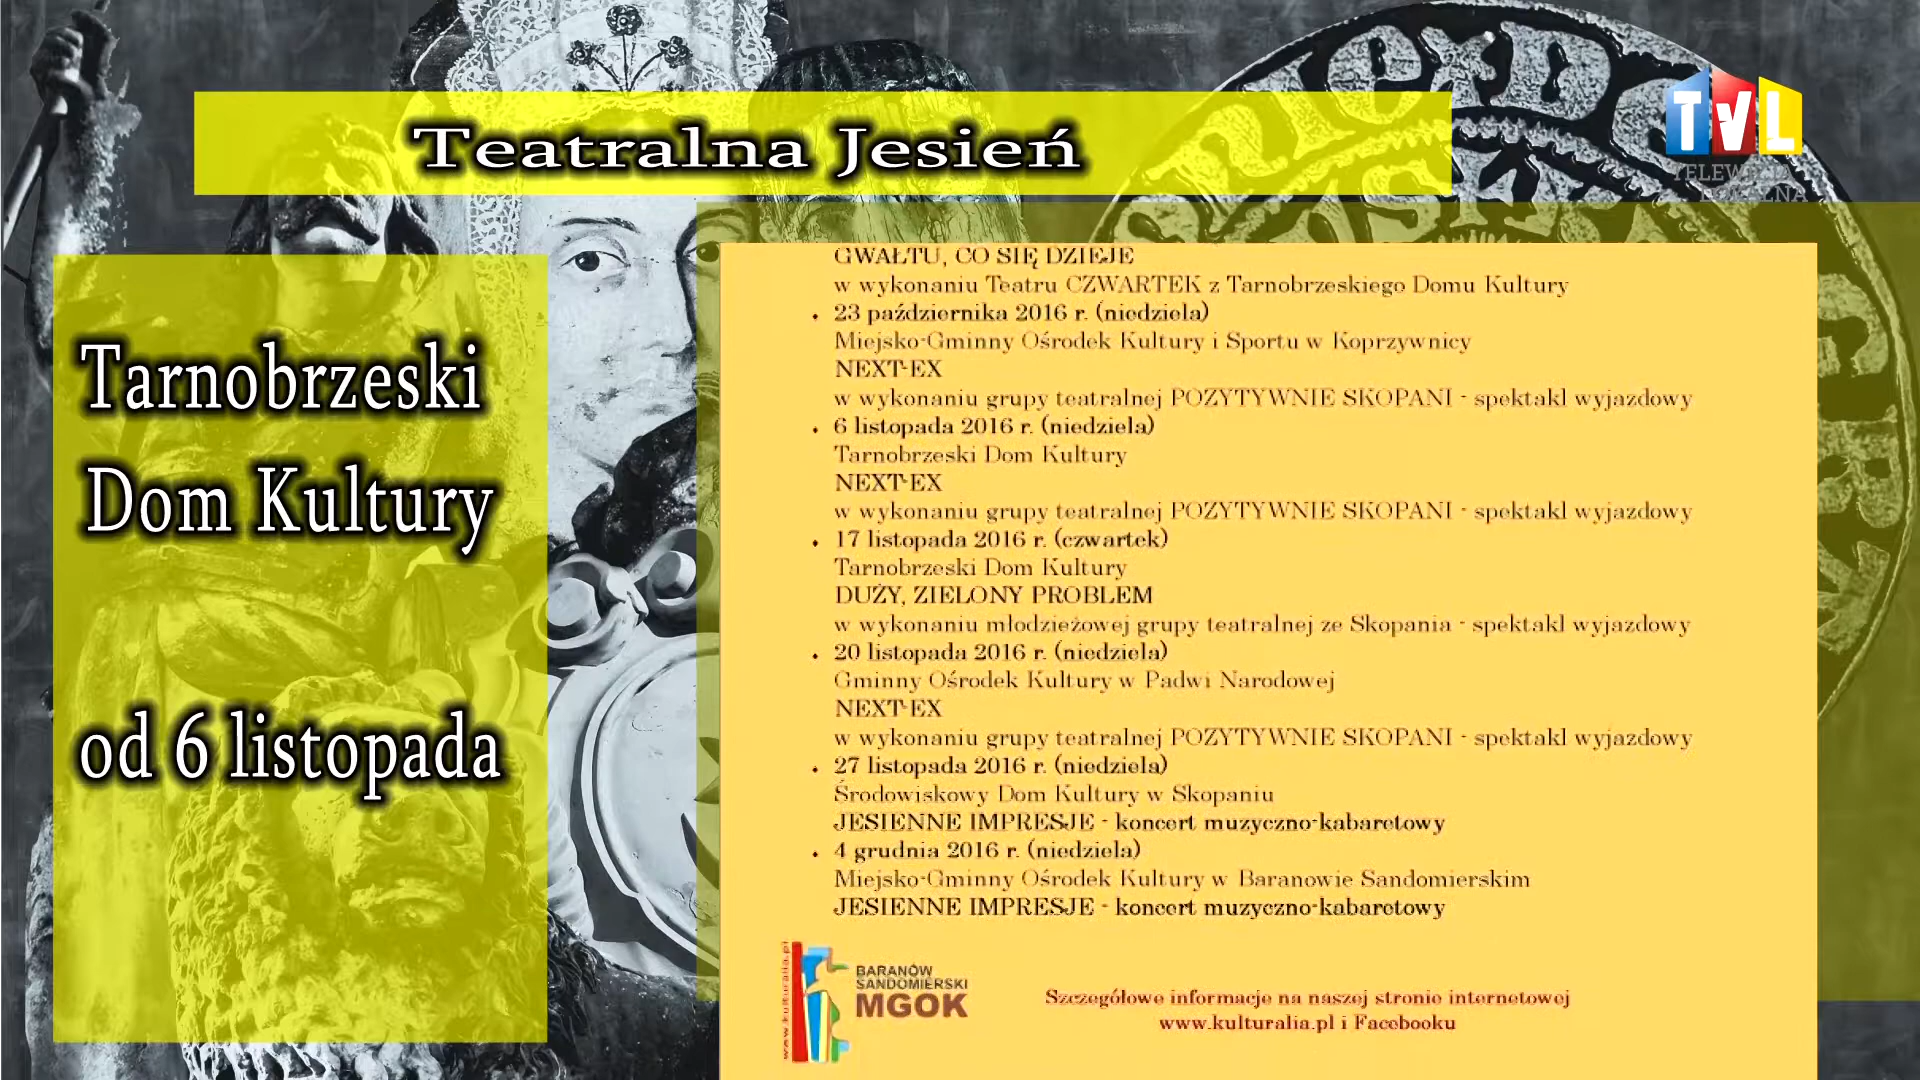 Teatralna Jesień
TVL
TELEWIZJA
LOKALNA
Tarnobrzeski
Dom Kultury
od 6 listopada
GWAŁTU, CO SIĘ DZIEJE
w wykonaniu Teatru CZWARTEK z Tarnobrzeskiego Domu Kultury
• 23 października 2016 r. (niedziela)
Miejsko-Gminny Ośrodek Kultury i Sportu w Koprzywnicy
NEXT-EX
w wykonaniu grupy teatralnej POZYTYWNIE SKOPANI - spektakl wyjazdowy
• 6 listopada 2016 r. (niedziela)
Tarnobrzeski Dom Kultury
NEXT-EX
w wykonaniu grupy teatralnej POZYTYWNIE SKOPANI - spektakl wyjazdowy
• 17 listopada 2016 r. (czwartek)
Tarnobrzeski Dom Kultury
DUŻY, ZIELONY PROBLEM
w wykonaniu młodzieżowej grupy teatralnej ze Skopania - spektakl wyjazdowy
• 20 listopada 2016 r. (niedziela)
Gminny Ośrodek Kultury w Padwi Narodowej
NEXT-EX
w wykonaniu grupy teatralnej POZYTYWNIE SKOPANI - spektakl wyjazdowy
• 27 listopada 2016 r. (niedziela)
Środowiskowy Dom Kultury w Skopaniu
JESIENNE IMPRESJE - koncert muzyczno-kabaretowy
• 4 grudnia 2016 r. (niedziela)
Miejsko-Gminny Ośrodek Kultury w Baranowie Sandomierskim
JESIENNE IMPRESJE - koncert muzyczno-kabaretowy
www.kulturalia.pl
BARANÓW
SANDOMIERSKI
MGOK
Szczegółowe informacje na naszej stronie internetowej
www.kulturalia.pl i Facebooku